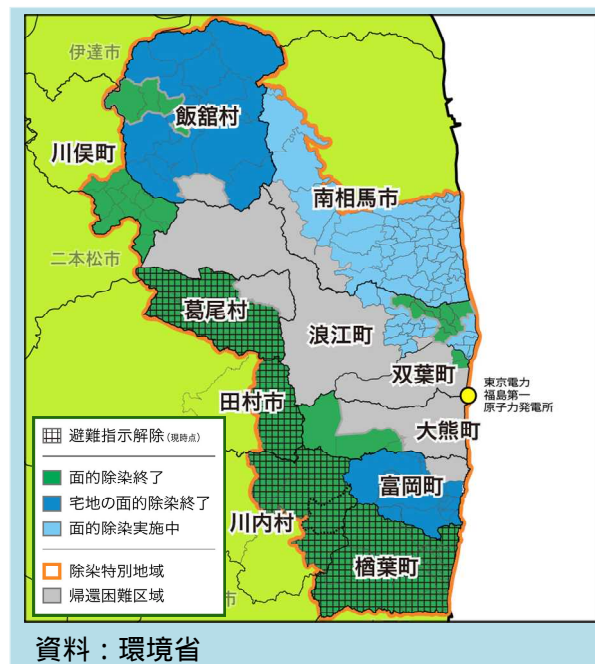 伊達市
飯舘村
川俣町
南相馬市
二本松市
葛尾村
浪江町
双葉町
東京電力
福島第一
原子力発電所
田村市
大熊町
避難指示解除(現時点)
面的除染終了
富岡町
宅地の面的除染終了
面的除染実施中
川内村
楢葉町
除染特別地域
帰還困難区域
市
資料：環境省